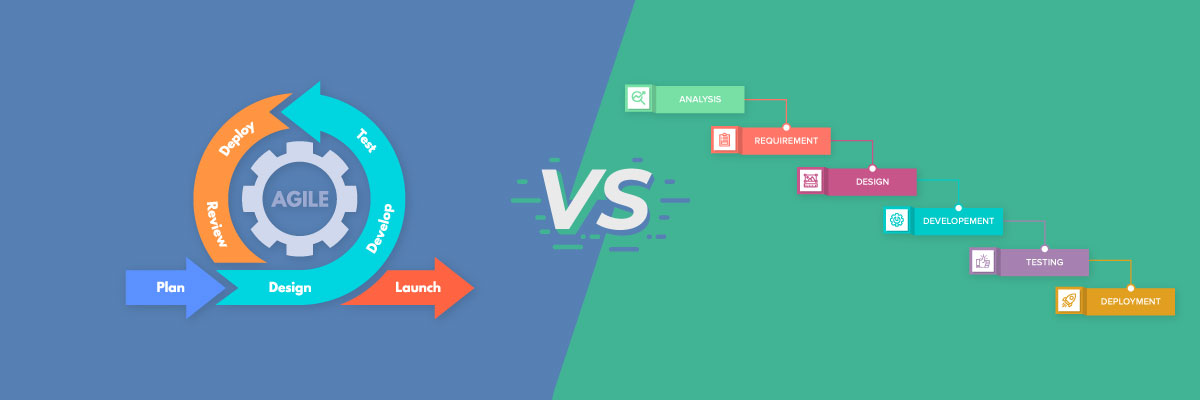 Plan
Design
Develop
Test
Deploy
Review
Launch
AGILE
VS
ANALYSIS
REQUIREMENT
DESIGN
DEVELOPEMENT
TESTING
DEPLOYMENT